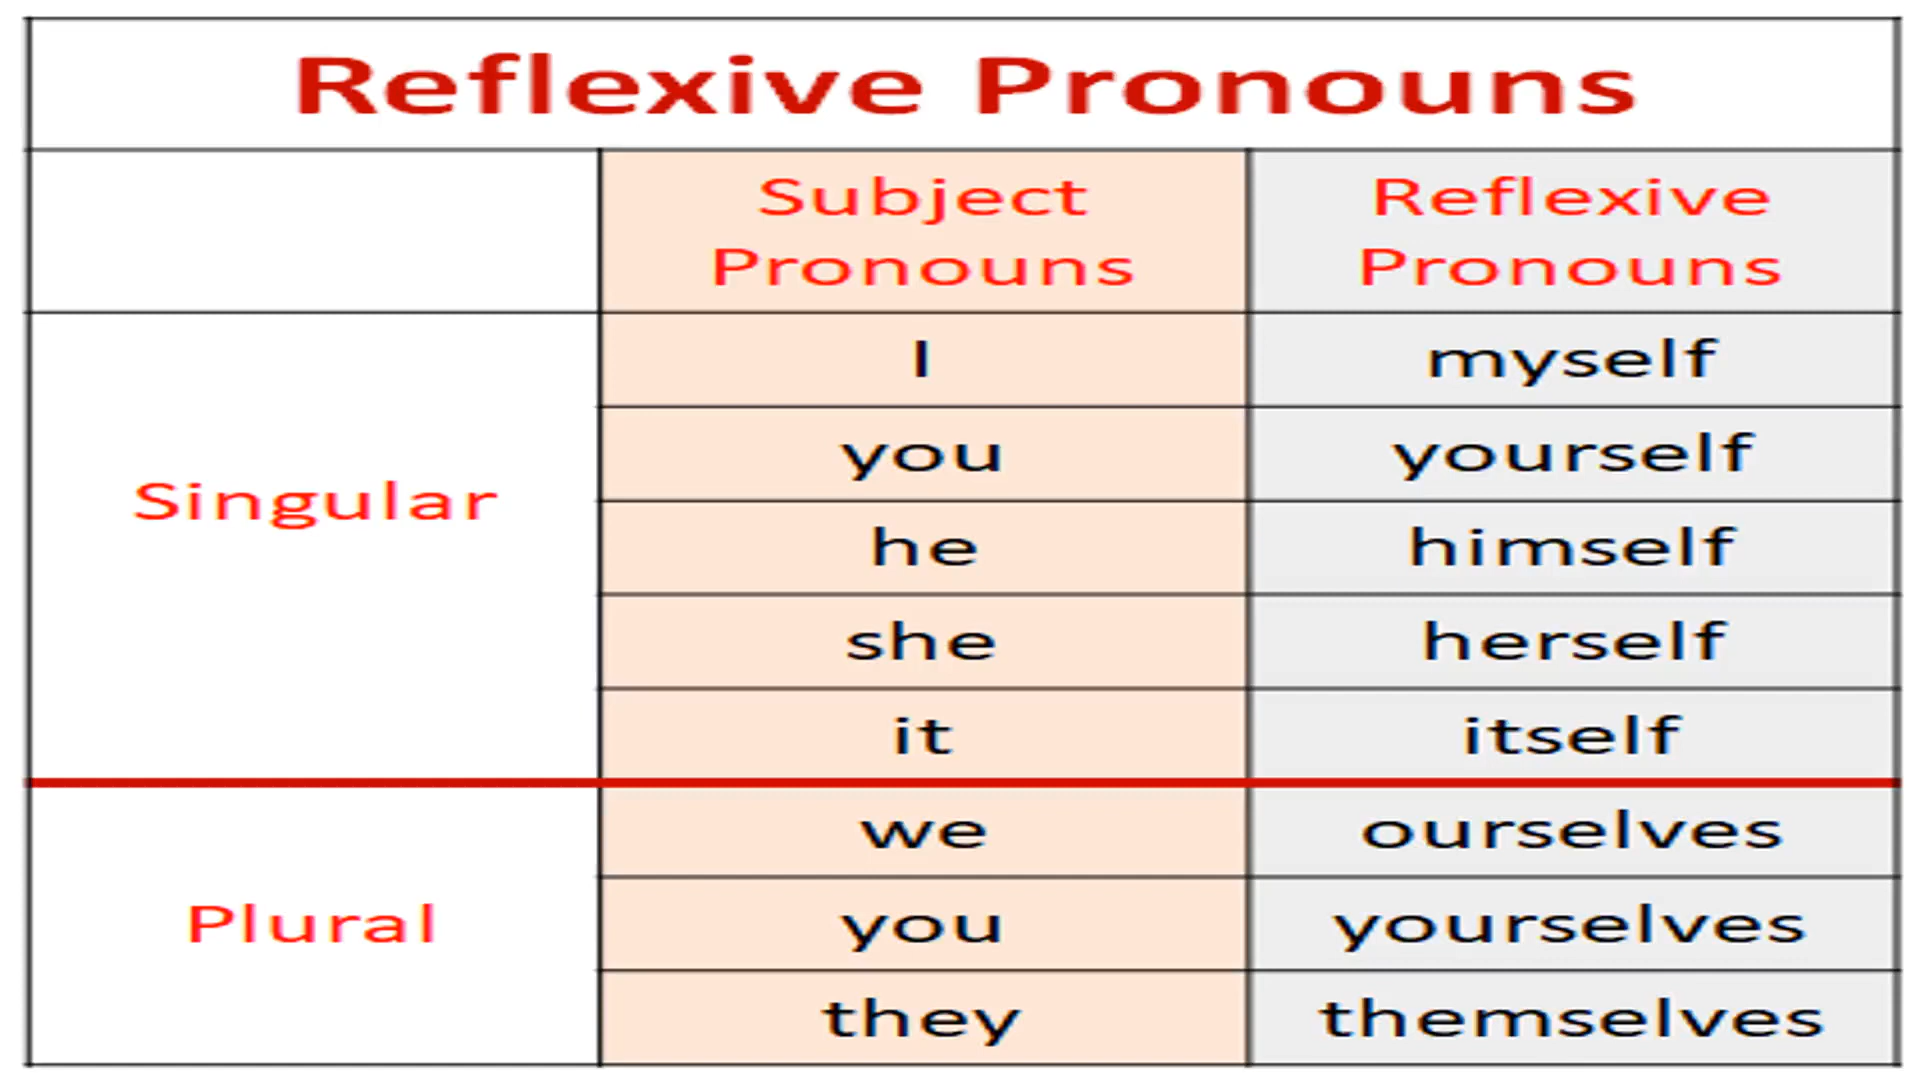 Reflexive Pronouns
Subject Pronouns
Reflexive Pronouns
Singular
I myself
you yourself
he himself
she herself
it itself
Plural
we ourselves
you yourselves
they themselves